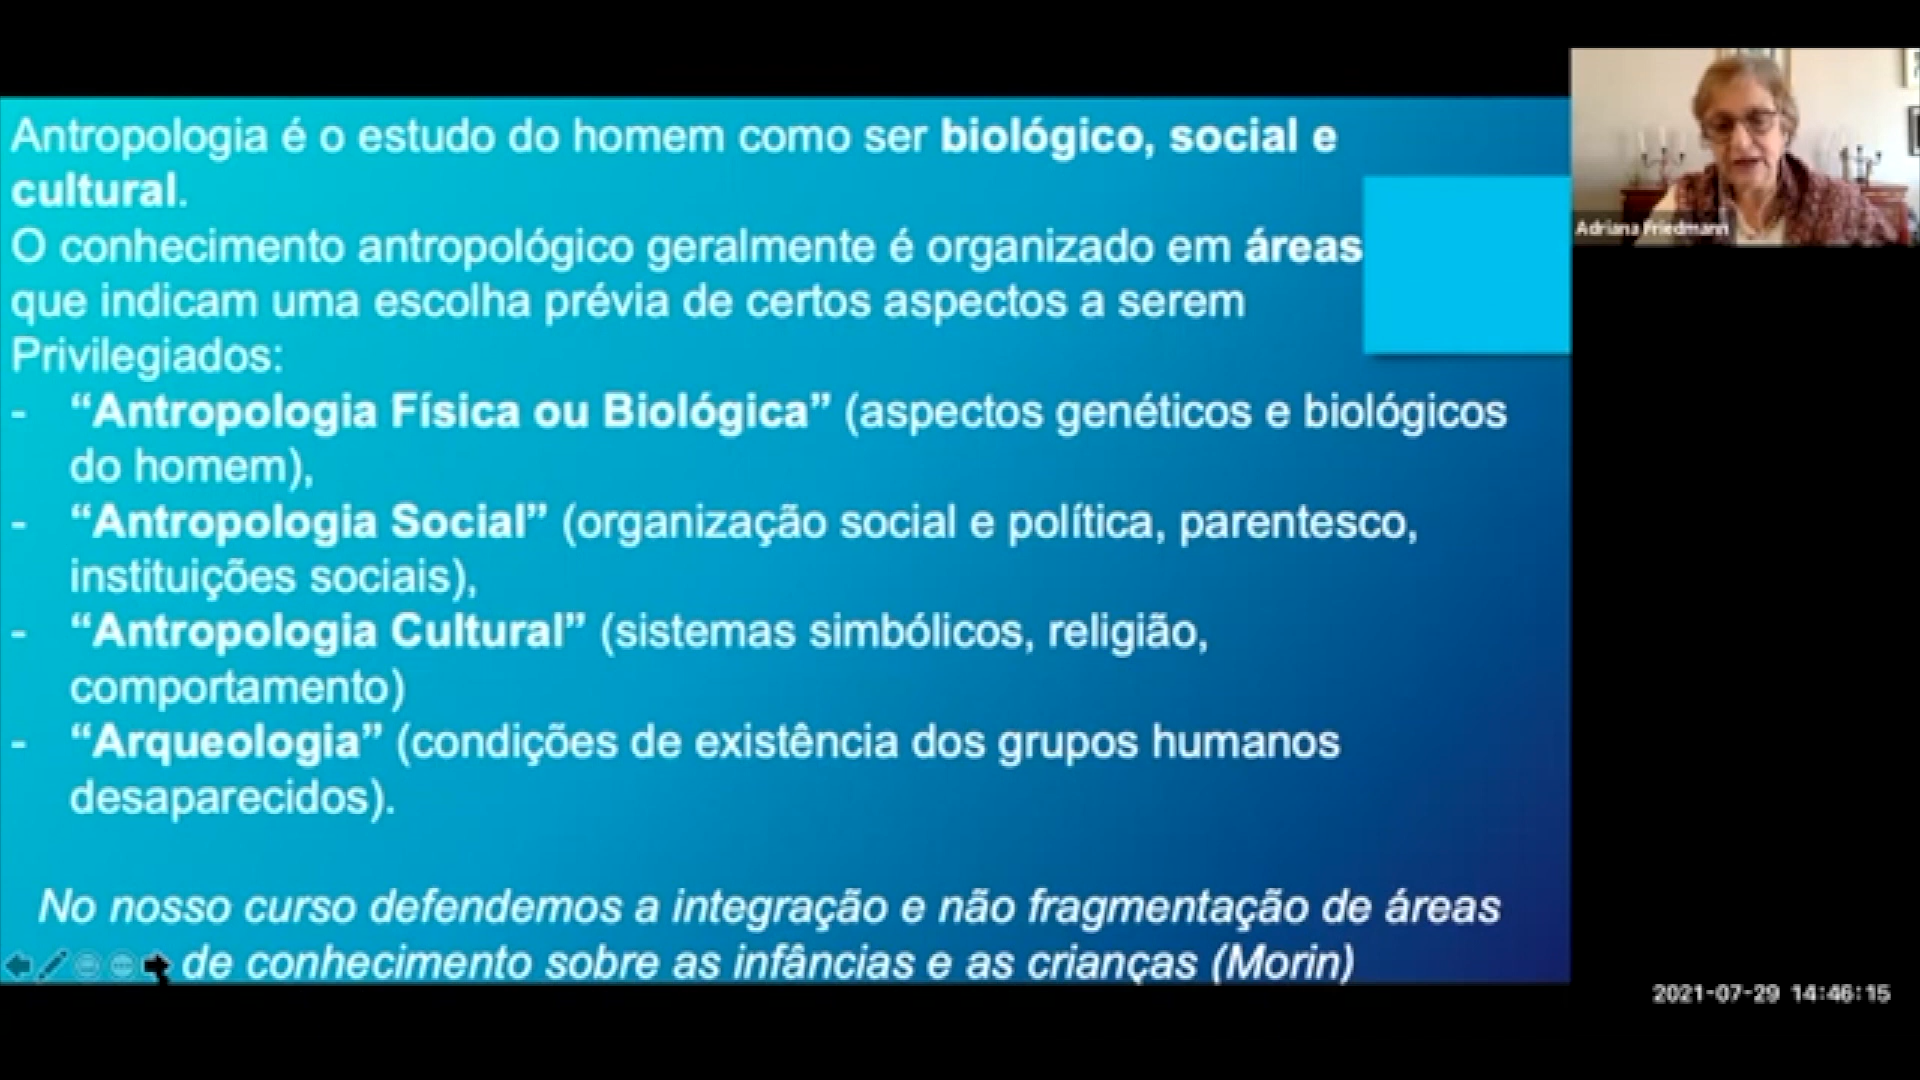 Antropologia é o estudo do homem como ser biológico, social e
cultural.
O conhecimento antropológico geralmente é organizado em áreas
que indicam uma escolha prévia de certos aspectos a serem
Privilegiados:
- “Antropologia Física ou Biológica” (aspectos genéticos e biológicos
do homem),
- “Antropologia Social” (organização social e política, parentesco,
instituições sociais),
- “Antropologia Cultural” (sistemas simbólicos, religião,
comportamento)
- “Arqueologia” (condições de existência dos grupos humanos
desaparecidos).
No nosso curso defendemos a integração e não fragmentação de áreas
de conhecimento sobre as infâncias e as crianças (Morin)
Adriana Friedmann
2021-07-29 14:46:15